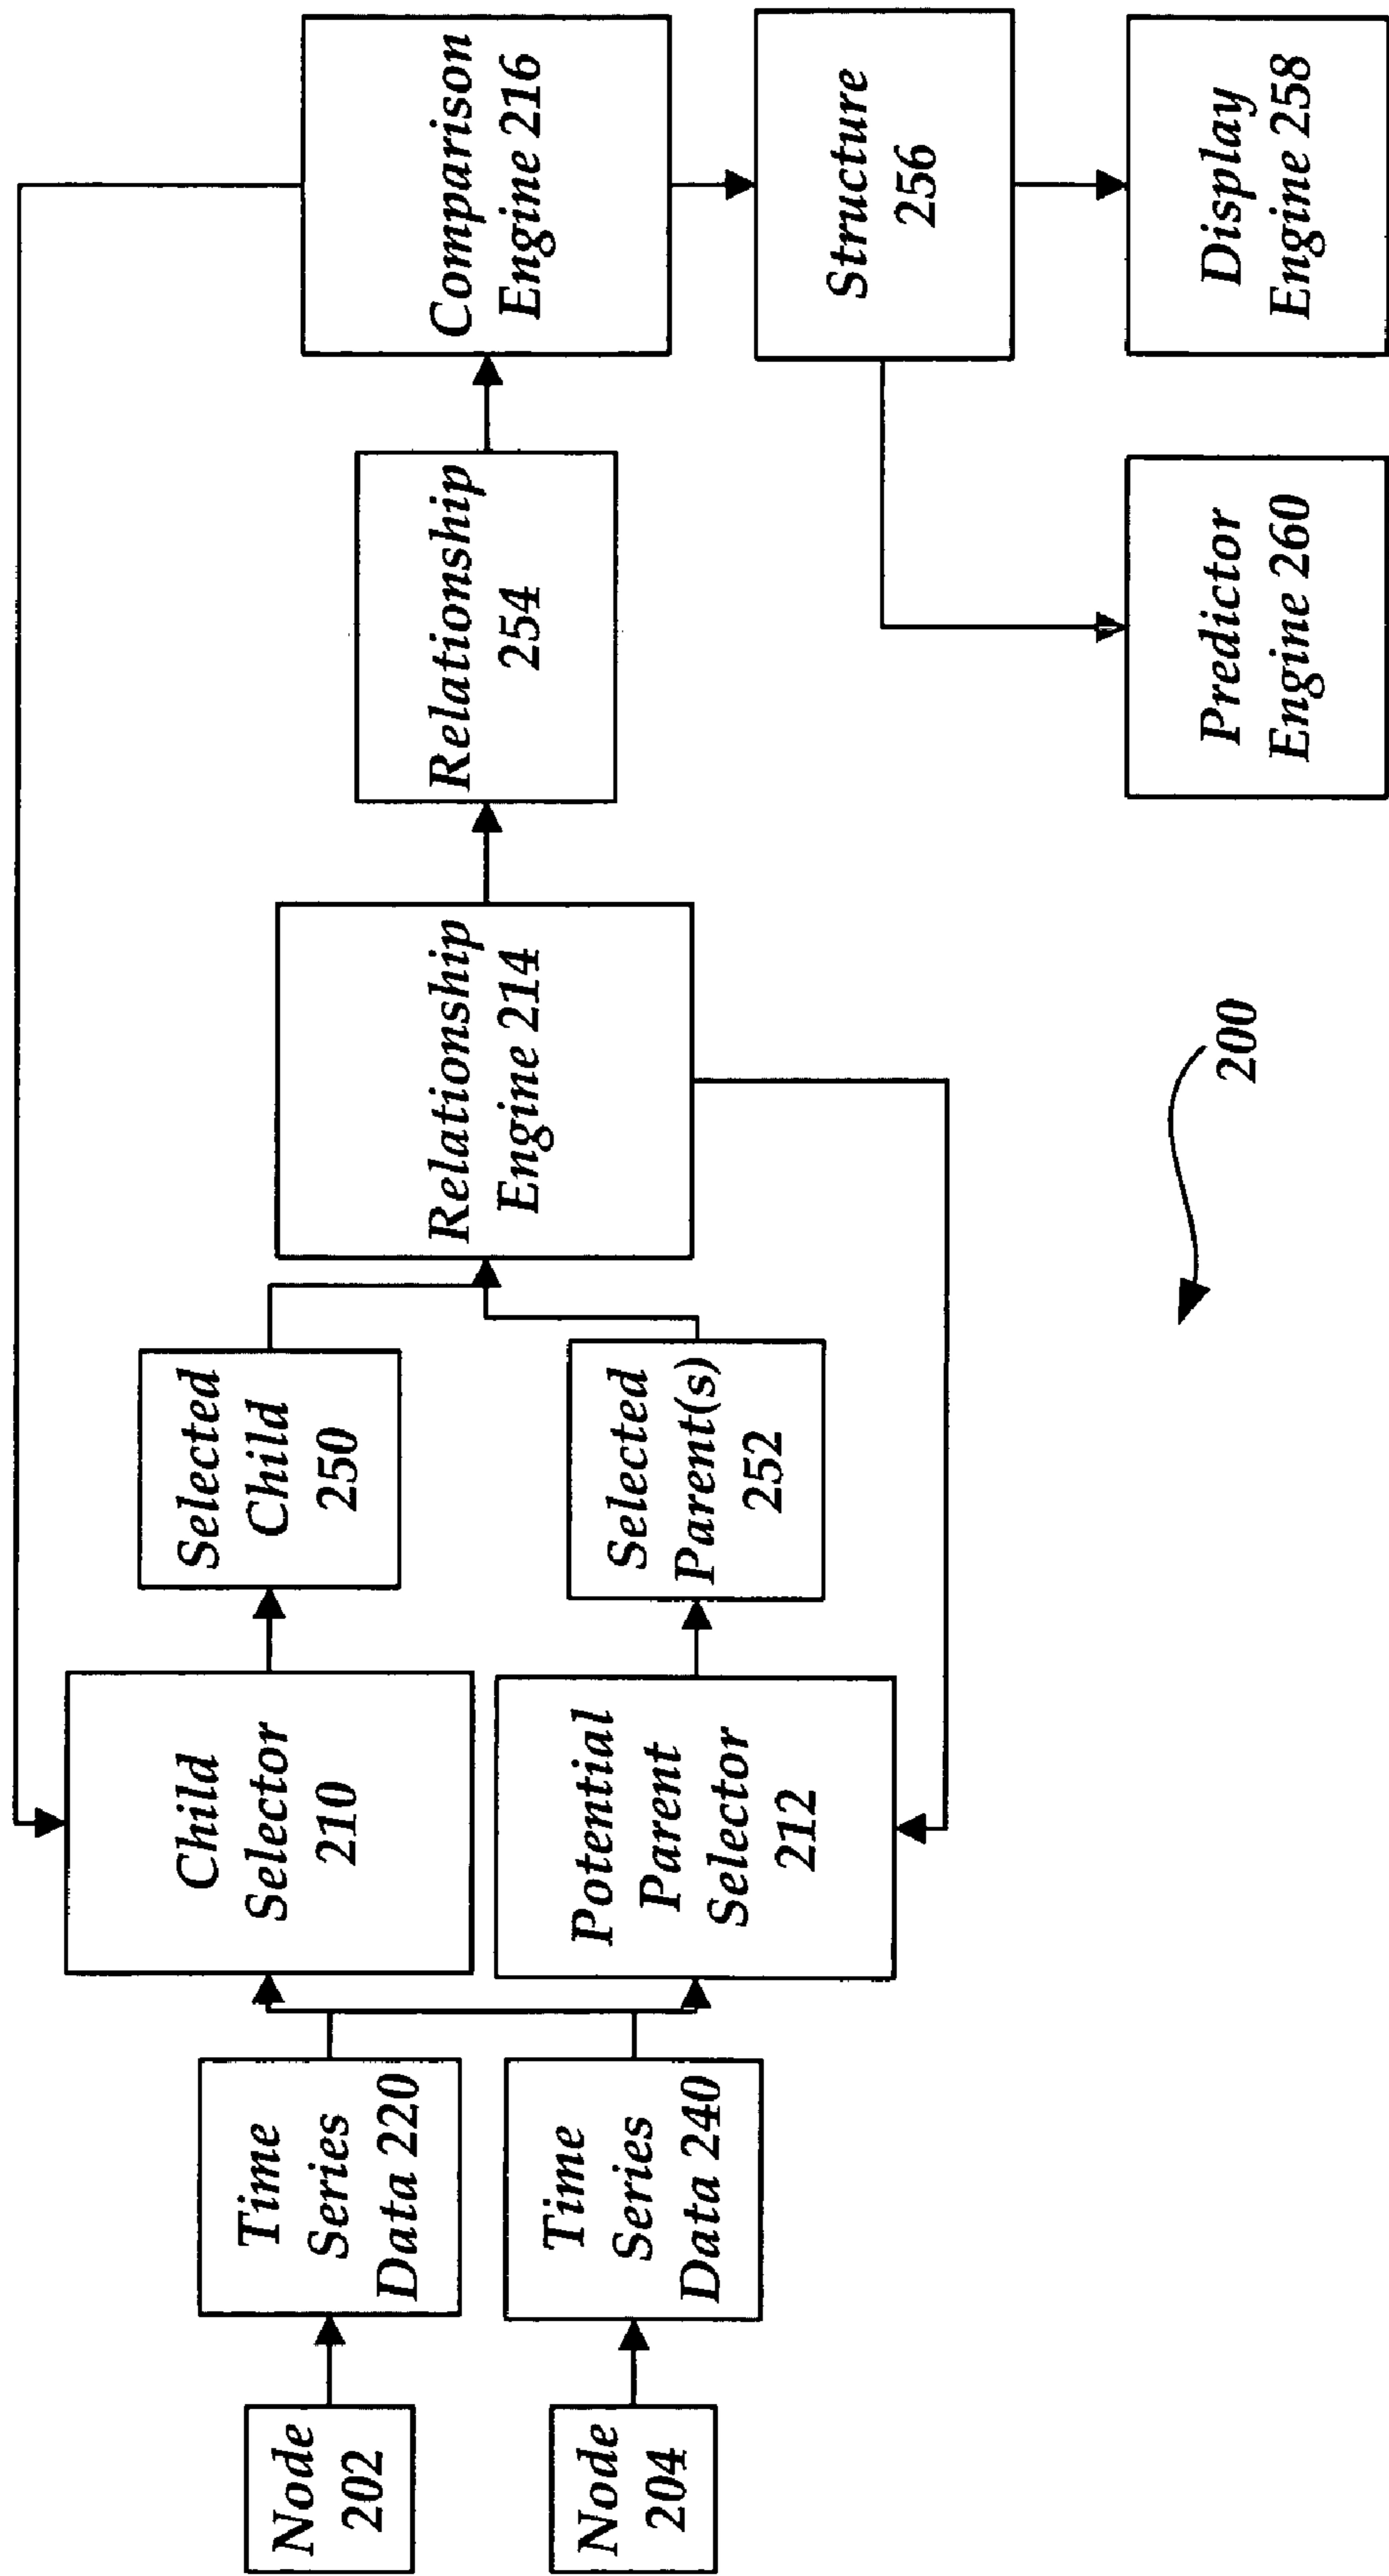 Node
202
Node
204
Time
Series
Data 220
Time
Series
Data 240
Child
Selector
210
Potential
Parent
Selector
212
Selected
Child
250
Selected
Parent(s)
252
Relationship
Engine 214
Relationship
254
Comparison
Engine 216
Structure
256
Predictor
Engine 260
Display
Engine 258
200